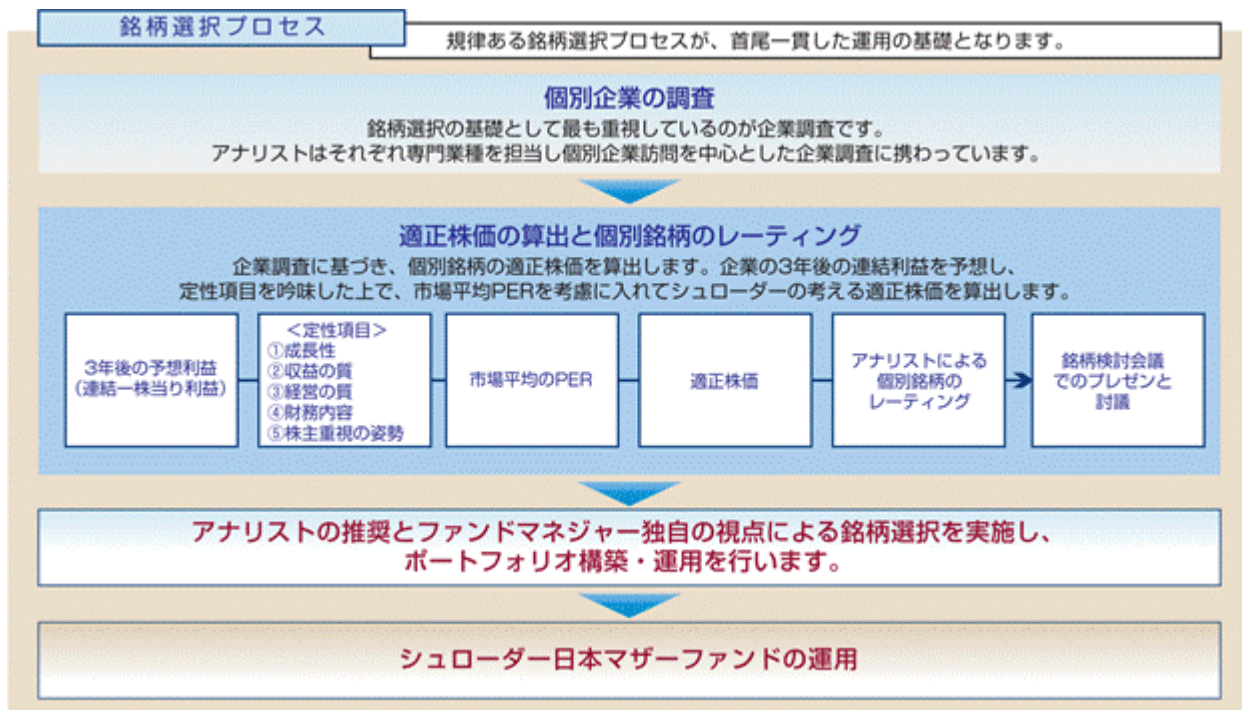 銘柄選択プロセス
規律ある銘柄選択プロセスが、首尾一貫した運用の基礎となります。
個別企業の調査
銘柄選択の基礎として最も重視しているのが企業調査です。
アナリストはそれぞれ専門業種を担当し個別企業訪問を中心とした企業調査に携わっています。
適正株価の算出と個別銘柄のレーティング
企業調査に基づき、個別銘柄の適正株価を算出します。企業の3年後の連結利益を予想し、
定性項目を吟味した上で、市場平均PERを考慮に入れてシュローダーの考える適正株価を算出します。
3年後の予想利益
(連結一株当り利益)
＜定性項目＞
①成長性
②収益の質
③経営の質
④財務内容
⑤株主重視の姿勢
市場平均のPER
適正株価
アナリストによる
個別銘柄の
レーティング
銘柄検討会議
でのプレゼンと
討議
アナリストの推奨とファンドマネジャー独自の視点による銘柄選択を実施し、
ポートフォリオ構築・運用を行います。
シュローダー日本マザーファンドの運用